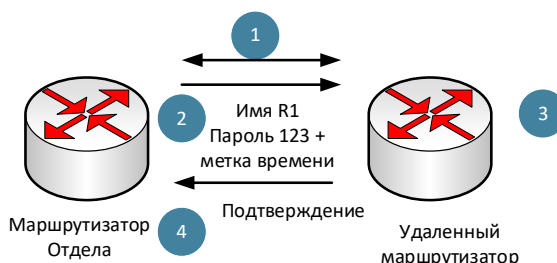 1
2
Имя R1
Пароль 123 +
метка времени
3
Подтверждение
4
Маршрутизатор
Отдела
Удаленный
маршрутизатор